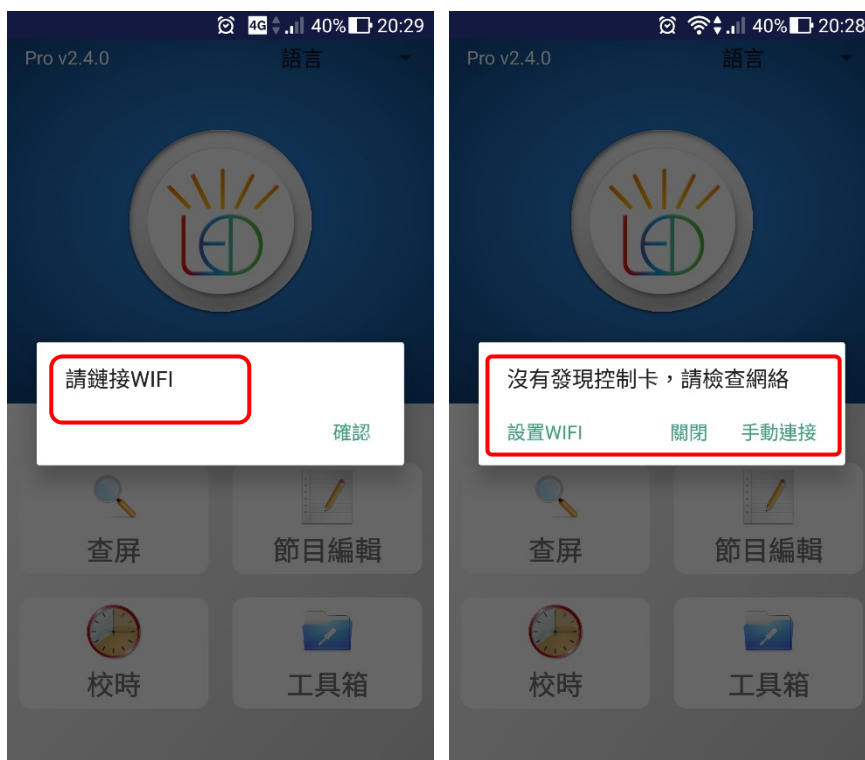 4G 40% 20:29
Pro v2.4.0 語言
LED
請鏈接WIFI
確認
查屏 節目編輯
校時 工具箱
40% 20:28
Pro v2.4.0 語言
LED
沒有發現控制卡，請檢查網絡
設置WIFI 關閉 手動連接
查屏 節目編輯
校時 工具箱